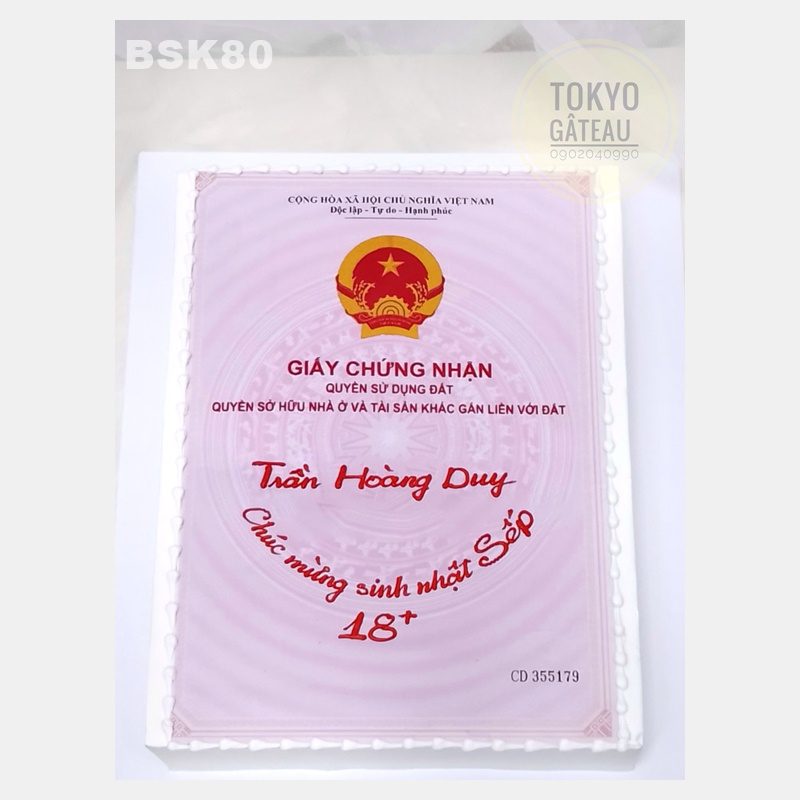 BSK80
TOKYO
GÂTEAU
0902040990
CỘNG HÒA XÃ HỘI CHỦ NGHĨA VIỆT NAM
Độc lập - Tự do - Hạnh phúc
GIẤY CHỨNG NHẬN
QUYỀN SỬ DỤNG ĐẤT
QUYỀN SỞ HỮU NHÀ Ở VÀ TÀI SẢN KHÁC GẮN LIỀN VỚI ĐẤT
Trần Hoàng Duy
Chúc mừng sinh nhật Sếp
18+
CD 355179